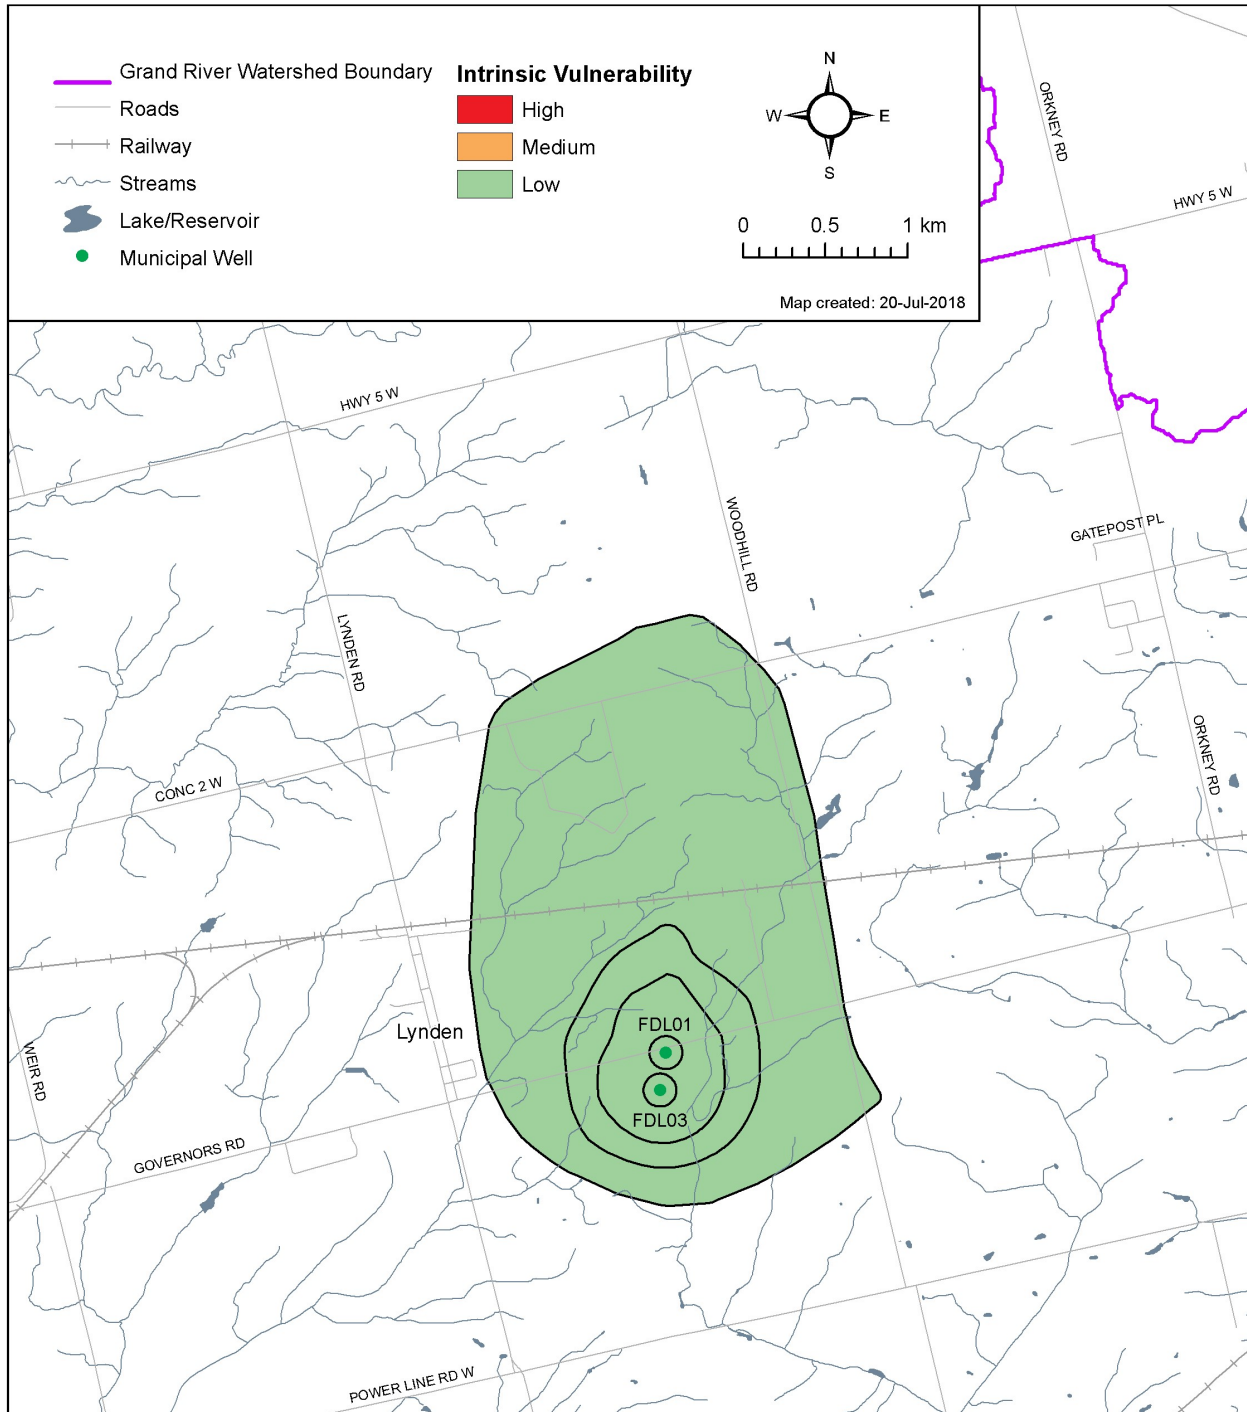 Grand River Watershed Boundary
Roads
Railway
Streams
Lake/Reservoir
Municipal Well
Intrinsic Vulnerability
High
Medium
Low
N
W E
S
0 0.5 1 km
Map created: 20-Jul-2018
ORKNEY RD
HWY 5 W
HWY 5 W
WOODHILL RD
GATEPOST PL
LYNDEN RD
ORKNEY RD
CONC 2 W
FDL01
Lynden
WEIR RD
FDL03
GOVERNORS RD
POWER LINE RD W